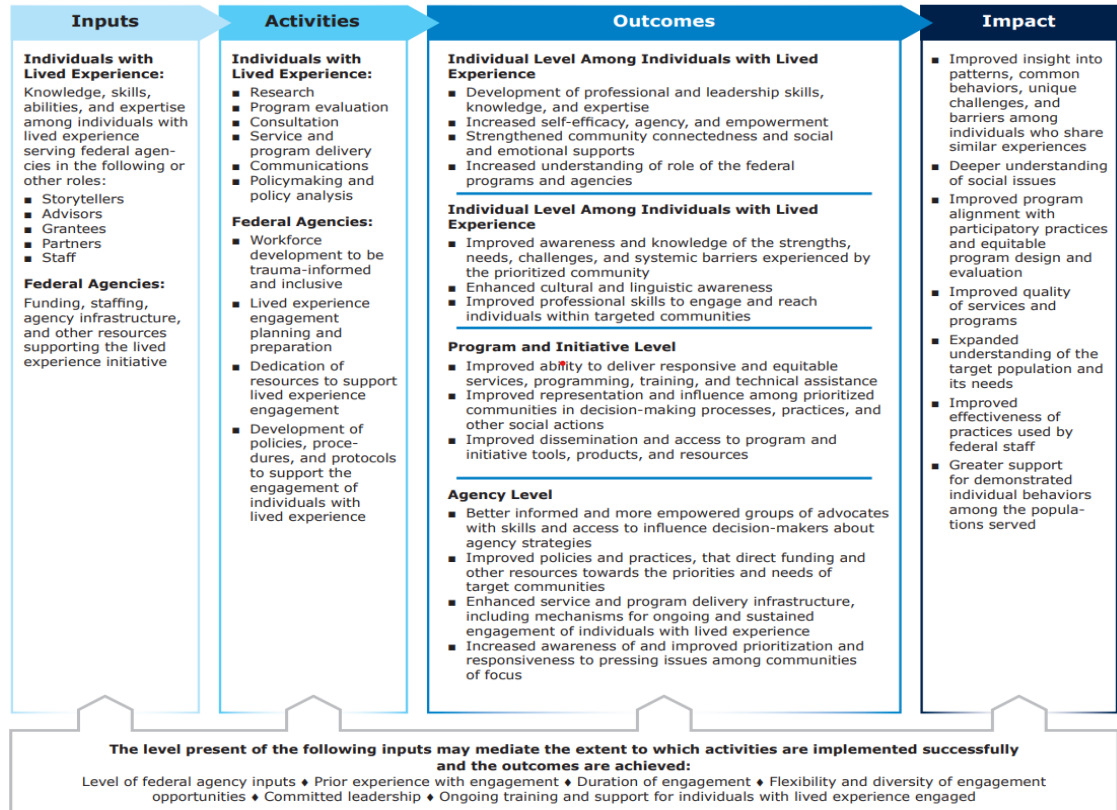 Inputs
Activities
Outcomes
Impact
Individuals with
Lived Experience:
Knowledge, skills,
abilities, and expertise
among individuals with
lived experience
serving federal agen-
cies in the following or
other roles:
■ Storytellers
■ Advisors
■ Grantees
■ Partners
■ Staff
Federal Agencies:
Funding, staffing,
agency infrastructure,
and other resources
supporting the lived
experience initiative
Individuals with
Lived Experience:
■ Research
■ Program evaluation
■ Consultation
■ Service and
program delivery
■ Communications
■ Policymaking and
policy analysis
Federal Agencies:
■ Workforce
development to be
trauma-informed
and inclusive
■ Lived experience
engagement
planning and
preparation
■ Dedication of
resources to support
lived experience
engagement
■ Development of
policies, proce-
dures, and protocols
to support the
engagement of
individuals with
lived experience
Individual Level Among Individuals with Lived
Experience
■ Development of professional and leadership skills,
knowledge, and expertise
■ Increased self-efficacy, agency, and empowerment
■ Strengthened community connectedness and social
and emotional supports
■ Increased understanding of role of the federal
programs and agencies
Individual Level Among Individuals with Lived
Experience
■ Improved awareness and knowledge of the strengths,
needs, challenges, and systemic barriers experienced by
the prioritized community
■ Enhanced cultural and linguistic awareness
■ Improved professional skills to engage and reach
individuals within targeted communities
Program and Initiative Level
■ Improved ability to deliver responsive and equitable
services, programming, training, and technical assistance
■ Improved representation and influence among prioritized
communities in decision-making processes, practices, and
other social actions
■ Improved dissemination and access to program and
initiative tools, products, and resources
Agency Level
■ Better informed and more empowered groups of advocates
with skills and access to influence decision-makers about
agency strategies
■ Improved policies and practices, that direct funding and
other resources towards the priorities and needs of
target communities
■ Enhanced service and program delivery infrastructure,
including mechanisms for ongoing and sustained
engagement of individuals with lived experience
■ Increased awareness of and improved prioritization and
responsiveness to pressing issues among communities
of focus
■ Improved insight into
patterns, common
behaviors, unique
challenges, and
barriers among
individuals who share
similar experiences
■ Deeper understanding
of social issues
■ Improved program
alignment with
participatory practices
and equitable
program design and
evaluation
■ Improved quality
of services and
programs
■ Expanded
understanding of the
target population and
its needs
■ Improved
effectiveness of
practices used by
federal staff
■ Greater support
for demonstrated
individual behaviors
among the popula-
tions served
The level present of the following inputs may mediate the extent to which activities are implemented successfully
and the outcomes are achieved:
Level of federal agency inputs ♦ Prior experience with engagement ♦ Duration of engagement ♦ Flexibility and diversity of engagement
opportunities ♦ Committed leadership ♦ Ongoing training and support for individuals with lived experience engaged